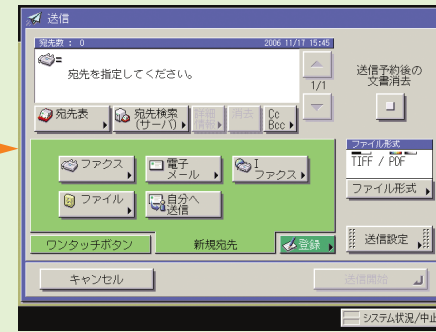 送信
宛先数： 0
2006 11/17 15:45
=
宛先を指定してください。
1/1
送信予約後の
文書消去
宛先表
宛先検索
(サーバ)
詳細
情報
消去
Cc
Bcc
ファイル形式
TIFF / PDF
ファイル形式
ファクス
電子
メール
I
ファクス
ファイル
自分へ
送信
ワンタッチボタン
新規宛先
登録
送信設定
キャンセル
送信開始
システム状況/中止